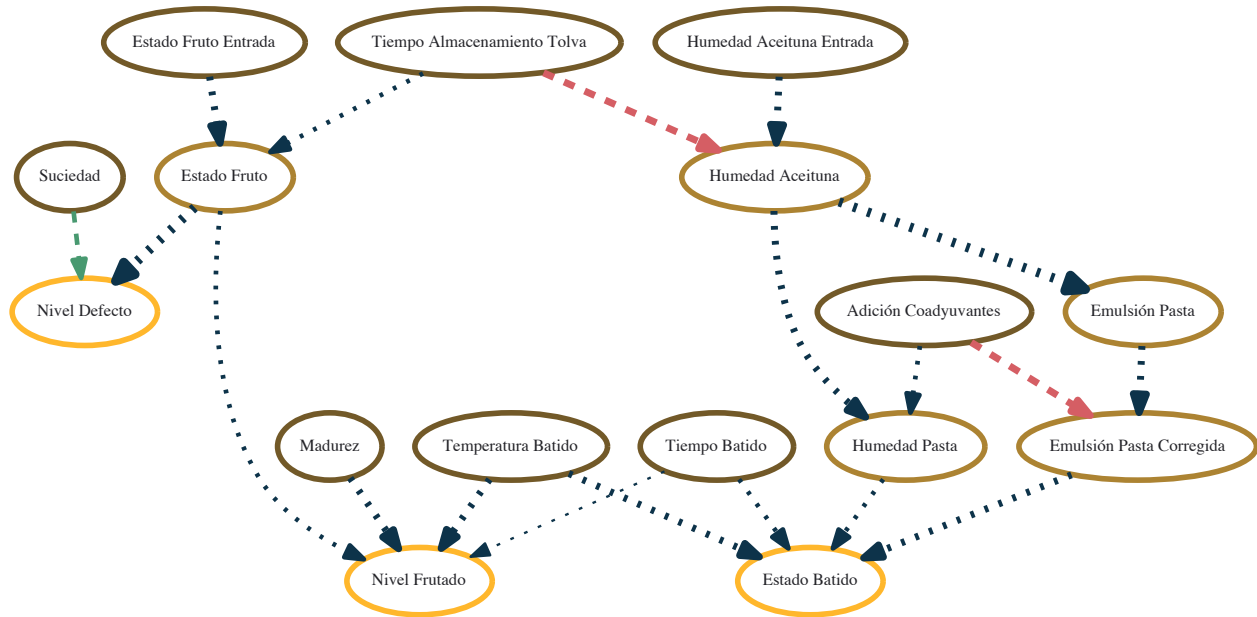 Estado Fruto Entrada
Tiempo Almacenamiento Tolva
Humedad Aceituna Entrada
Suciedad
Estado Fruto
Humedad Aceituna
Nivel Defecto
Adición Coadyuvantes
Emulsión Pasta
Madurez
Temperatura Batido
Tiempo Batido
Humedad Pasta
Emulsión Pasta Corregida
Nivel Frutado
Estado Batido